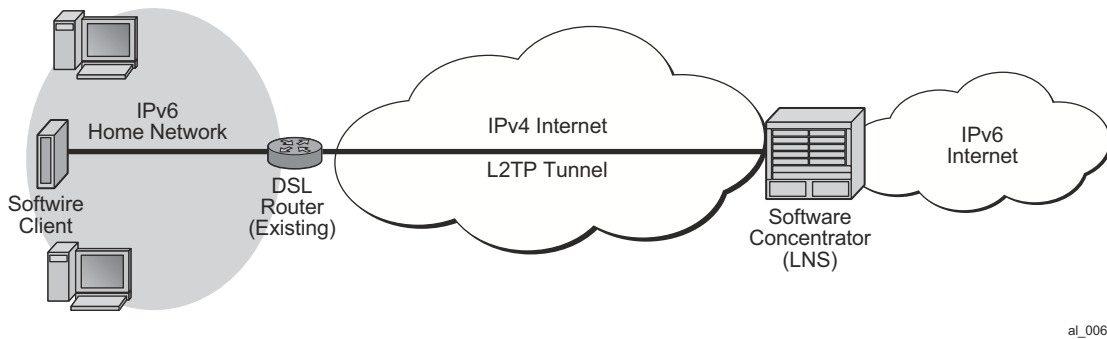 IPv6
Home Network
Softwire
Client
DSL
Router
(Existing)
IPv4 Internet
L2TP Tunnel
Software
Concentrator
(LNS)
IPv6
Internet
al_006